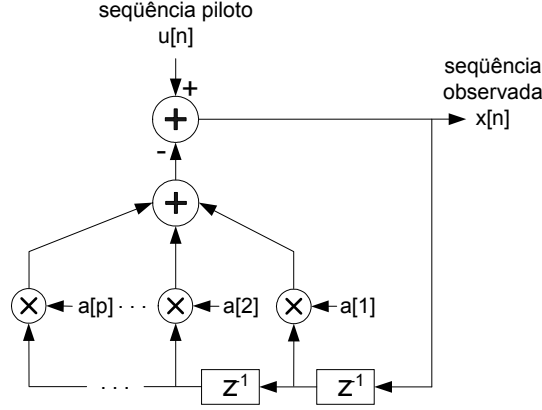 seqüência piloto
u[n]
+
seqüência
observada
x[n]
+
-
+
× a[p] · · · × a[2] × a[1]
· · · Z-1 Z-1